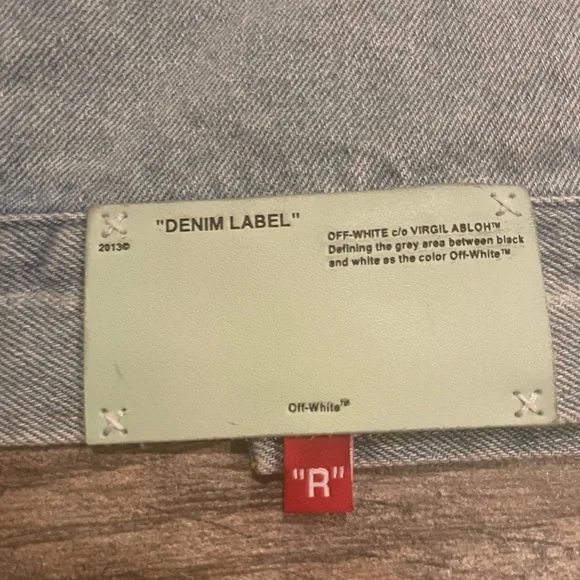 "DENIM LABEL"
2013©
OFF-WHITE c/o VIRGIL ABLOH™
Defining the grey area between black
and white as the color Off-White™
Off-White™
"R"